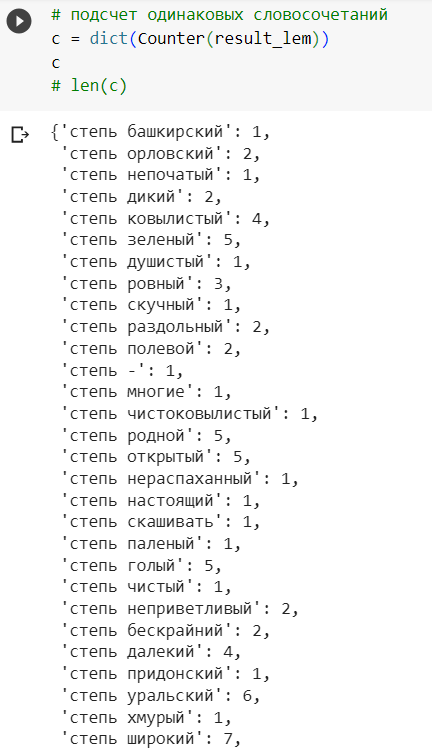 # подсчет одинаковых словосочетаний
c = dict(Counter(result_lem))
c
# len(c)
{'степь башкирский': 1,
'степь орловский': 2,
'степь непочатый': 1,
'степь дикий': 2,
'степь ковылистый': 4,
'степь зеленый': 5,
'степь душистый': 1,
'степь ровный': 3,
'степь скучный': 1,
'степь раздольный': 2,
'степь полевой': 2,
'степь -': 1,
'степь многие': 1,
'степь чистоковылистый': 1,
'степь родной': 5,
'степь открытый': 5,
'степь нераспаханный': 1,
'степь настоящий': 1,
'степь скашивать': 1,
'степь паленый': 1,
'степь голый': 5,
'степь чистый': 1,
'степь неприветливый': 2,
'степь бескрайний': 2,
'степь далекий': 4,
'степь придонский': 1,
'степь уральский': 6,
'степь хмурый': 1,
'степь широкий': 7,